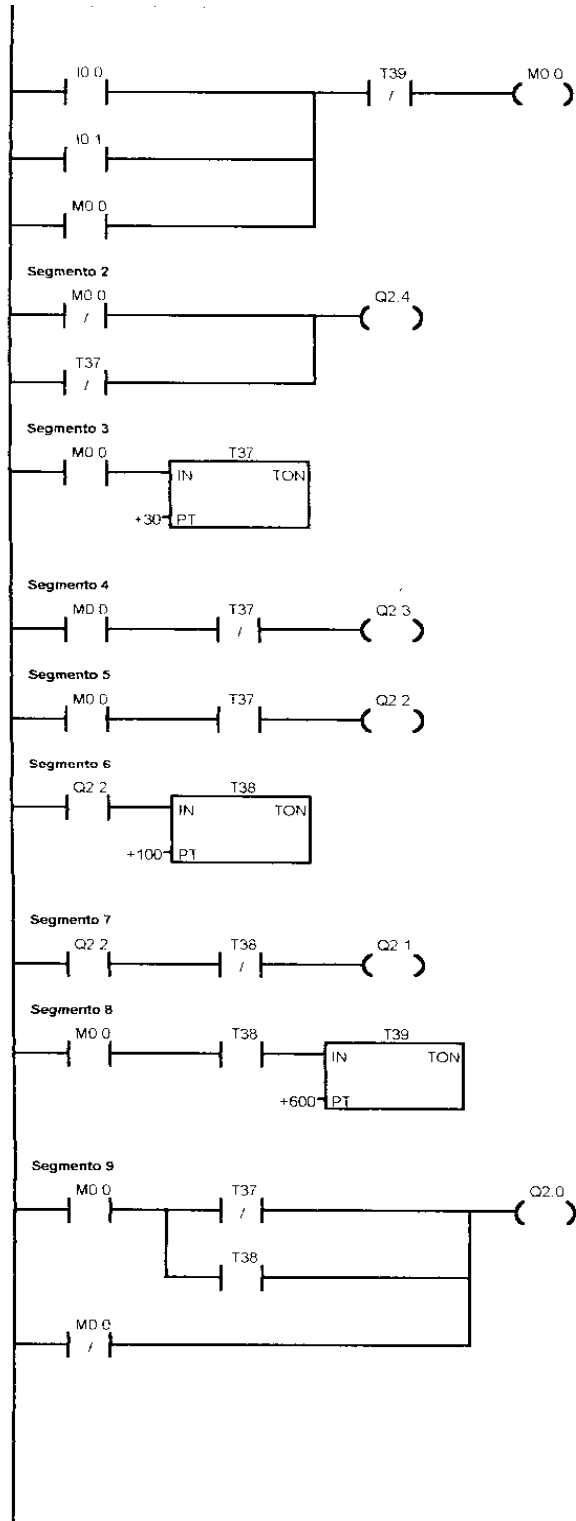 I0.0 T39 M0.0
/
I0.1
M0.0
Segmento 2
M0.0 Q2.4
/
T37
/
Segmento 3
M0.0 T37
IN TON
+30 PT
Segmento 4
M0.0 T37 Q2.3
/
Segmento 5
M0.0 T37 Q2.2
Segmento 6
Q2.2 T38
IN TON
+100 PT
Segmento 7
Q2.2 T38 Q2.1
/
Segmento 8
M0.0 T38 T39
IN TON
+600 PT
Segmento 9
M0.0 T37 Q2.0
/
T38
M0.0
/